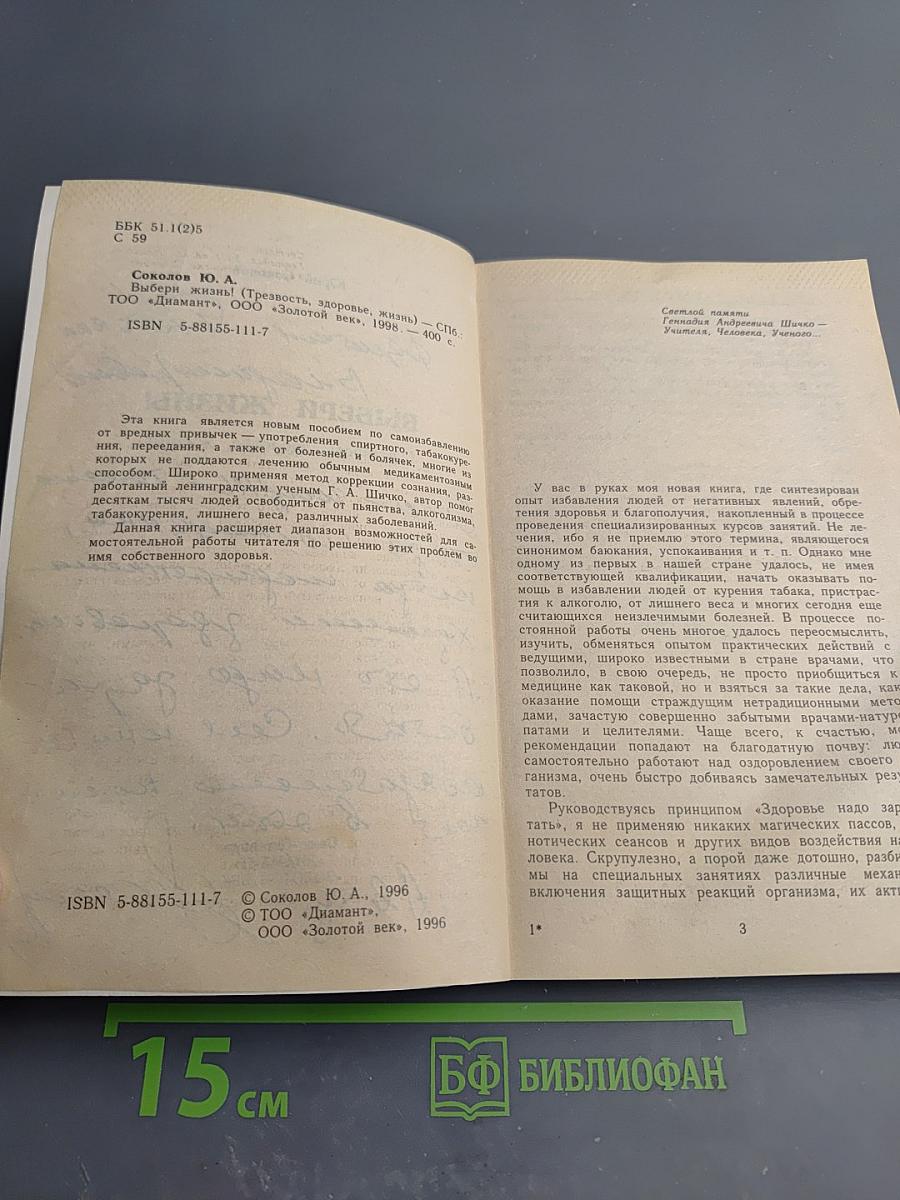 ББК 51.1(2)5
С 59
Соколов Ю. А.
Выбери жизнь! (Трезвость, здоровье, жизнь) — СПб.:
ТОО «Диамант», ООО «Золотой век», 1998. — 400 с.
ISBN 5-88155-111-7
Эта книга является новым пособием по самоизбавлению
от вредных привычек — употребления спиртного, табакокуре-
ния, переедания, а также от болезней и болячек, многие из
которых не поддаются лечению обычным медикаментозным
способом. Широко применяя метод коррекции сознания, раз-
работанный ленинградским ученым Г. А. Шичко, автор помог
десяткам тысяч людей освободиться от пьянства, алкоголизма,
табакокурения, лишнего веса, различных заболеваний.
Данная книга расширяет диапазон возможностей для са-
мостоятельной работы читателя по решению этих проблем во
имя собственного здоровья.
ISBN 5-88155-111-7
© Соколов Ю. А., 1996
© ТОО «Диамант»,
ООО «Золотой век», 1996
Светлой памяти
Геннадия Андреевича Шичко —
Учителя, Человека, Ученого...
У вас в руках моя новая книга, где синтезирован
опыт избавления людей от негативных явлений, обре-
тения здоровья и благополучия, накопленный в процессе
проведения специализированных курсов занятий. Не ле-
чения, ибо я не приемлю этого термина, являющегося
синонимом баюкания, успокаивания и т. п. Однако мне
одному из первых в нашей стране удалось, не имея
соответствующей квалификации, начать оказывать по-
мощь в избавлении людей от курения табака, пристрас-
тия к алкоголю, от лишнего веса и многих сегодня еще
считающихся неизлечимыми болезней. В процессе по-
стоянной работы очень многое удалось переосмыслить,
изучить, обменяться опытом практических действий с
ведущими, широко известными в стране врачами, что
позволило, в свою очередь, не просто приобщиться к
медицине как таковой, но и взяться за такие дела, как
оказание помощи страждущим нетрадиционными мето-
дами, зачастую совершенно забытыми врачами-натуро
патами и целителями. Чаще всего, к счастью, м
рекомендации попадают на благодатную почву: лю
самостоятельно работают над оздоровлением своего
ганизма, очень быстро добиваясь замечательных резу
татов.
Руководствуясь принципом «Здоровье надо зар
тать», я не применяю никаких магических пассов,
нотических сеансов и других видов воздействия на
ловека. Скрупулезно, а порой даже дотошно, разби
мы на специальных занятиях различные механ
включения защитных реакций организма, их акти
1*
3
15 см
БФ БИБЛИОФАН